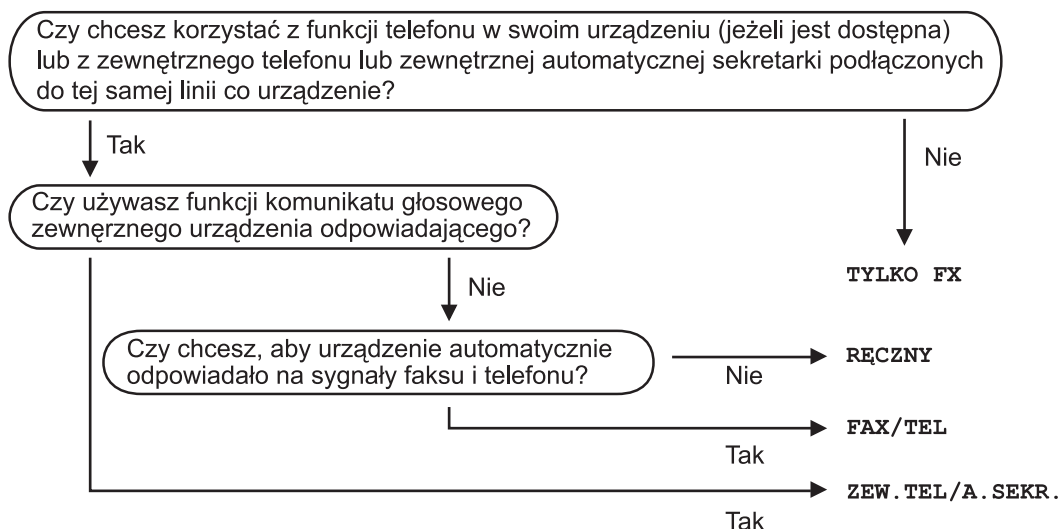 Czy chcesz korzystać z funkcji telefonu w swoim urządzeniu (jeżeli jest dostępna)
lub z zewnętrznego telefonu lub zewnętrznej automatycznej sekretarki podłączonych
do tej samej linii co urządzenie?
Tak
Nie
Czy używasz funkcji komunikatu głosowego
zewnęrznego urządzenia odpowiadającego?
TYLKO FX
Nie
Czy chcesz, aby urządzenie automatycznie
odpowiadało na sygnały faksu i telefonu?
Nie
RĘCZNY
FAX/TEL
Tak
ZEW.TEL/A.SEKR.
Tak